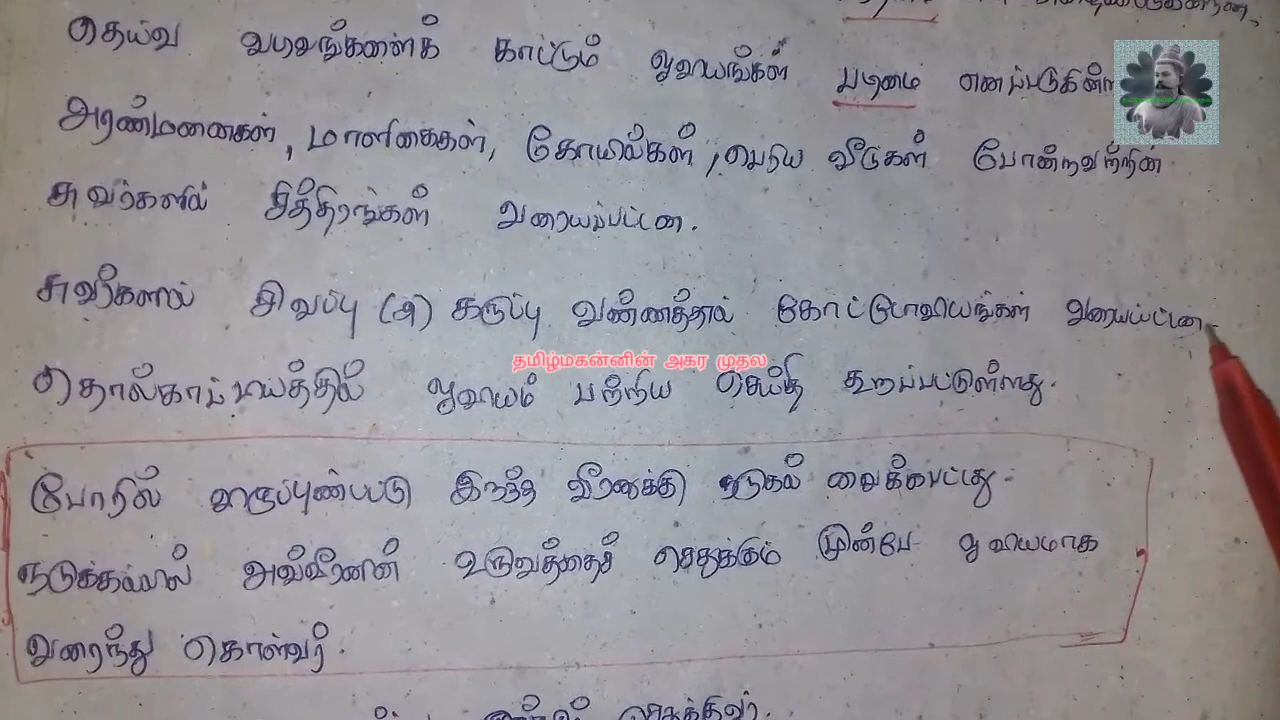 தெய்வ வடிவங்களைக் காட்டும் ஓவியங்கள் படிமை எனப்படுகின்
அரண்மனைகள், மாளிகைகள், கோயில்கள், பெரிய வீடுகள் போன்றவற்றின்
சுவர்களில் சித்திரங்கள் வரையப்பட்டன.
சுவர்களில் சிவப்பு (அ) கருப்பு வண்ணத்தால் கோட்டோவியங்கள் வரையப்பட்டன
தமிழ்மகன்னின் அகர முதல
தொல்காப்பியத்தில் ஓவியம் பற்றிய செய்தி கூறப்பட்டுள்ளது.
போரில் விழுப்புண்பட்டு இறந்த வீரனுக்கு நடுகல் வைக்கப்பட்டது.
நடுக்கல்லில் அவ்வீரனின் உருவத்தைச் செதுக்கும் முன்பே ஓவியமாக
வரைந்து கொள்வர்.